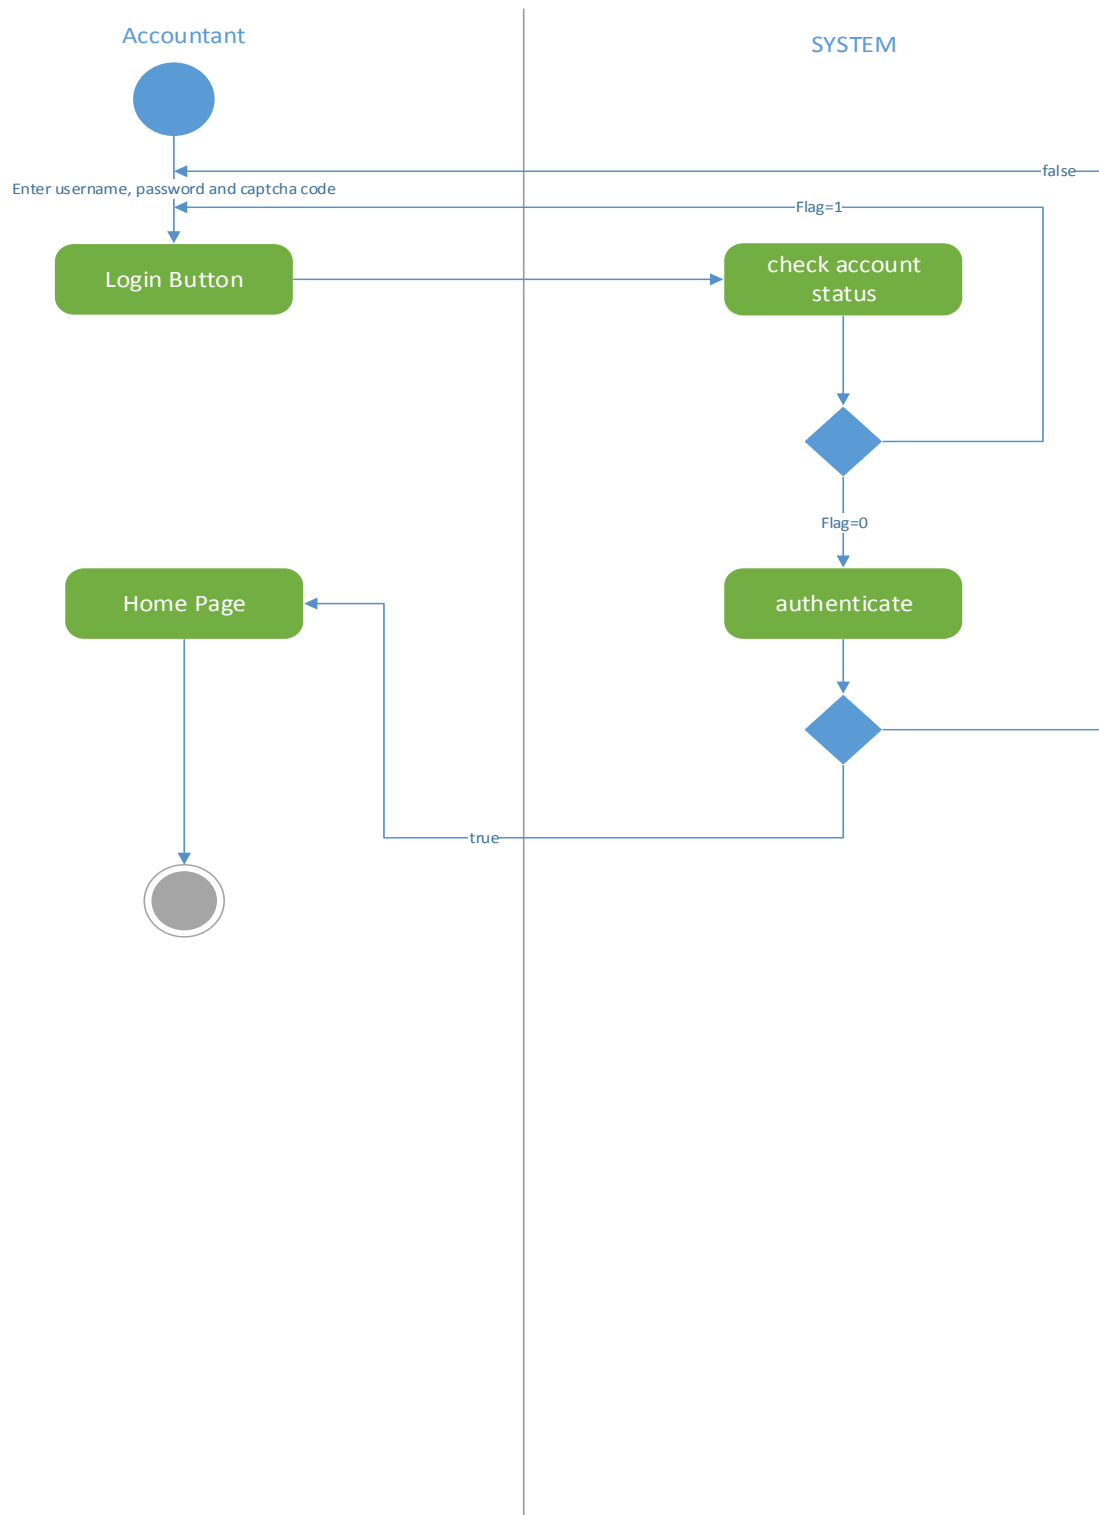 Accountant
SYSTEM
false
Enter username, password and captcha code
Flag=1
Login Button
check account
status
Flag=0
Home Page
authenticate
true